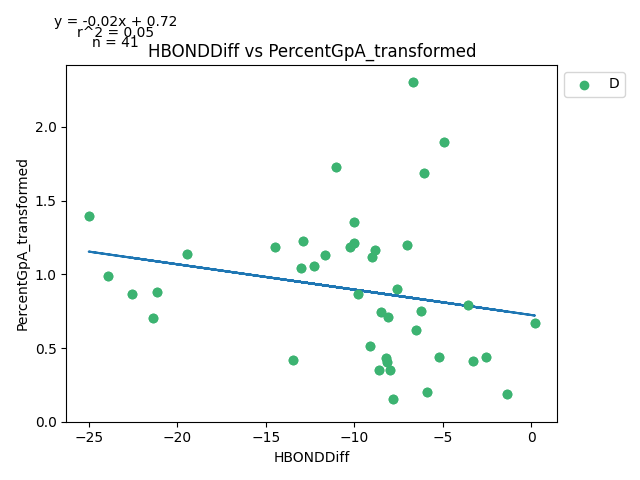 y = -0.02x + 0.72
r^2 = 0.05
n = 41
HBONDDiff vs PercentGpA_transformed
D
PercentGpA_transformed
2.0
1.5
1.0
0.5
0.0
−25
−20
−15
−10
−5
0
HBONDDiff